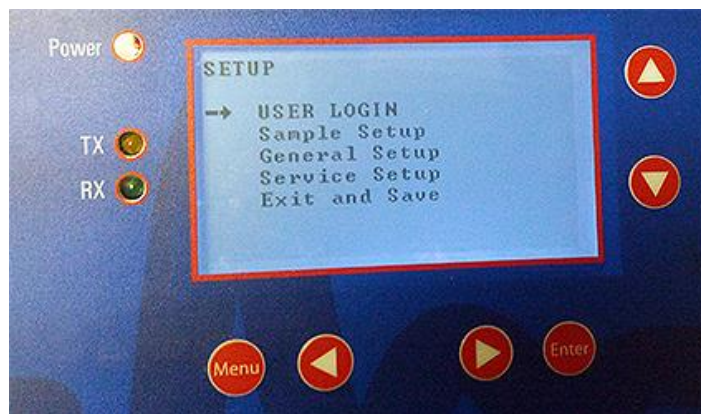 Power
SETUP
→ USER LOGIN
Sample Setup
General Setup
Service Setup
Exit and Save
TX
RX
Menu
Enter